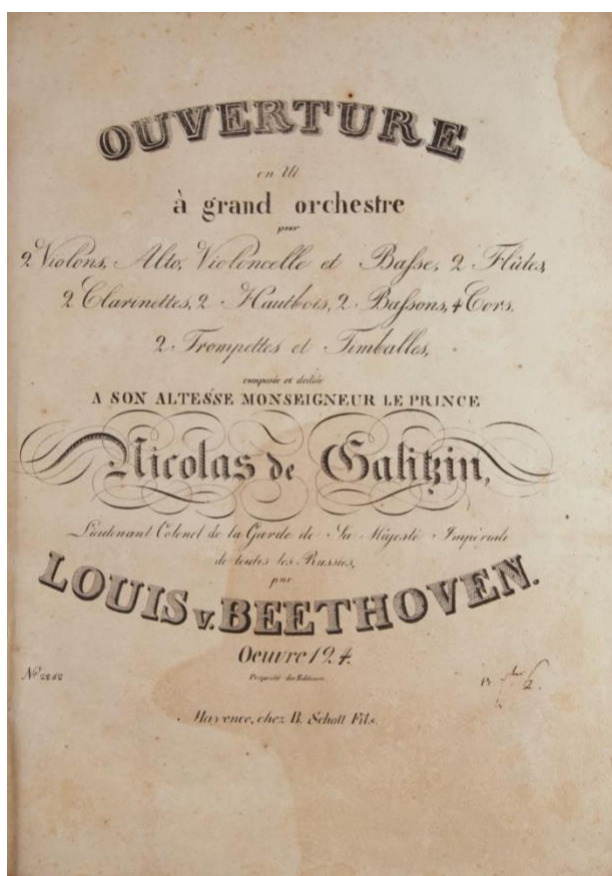 OUVERTURE
en Ut
à grand orchestre
pour
2 Violons, Alto, Violoncelle et Basse, 2 Flûtes,
2 Clarinettes, 2 Hautbois, 2 Bassons, 4 Cors,
2 Trompettes et Timballes,
composée et dediée
A SON ALTESSE MONSEIGNEUR LE PRINCE
Nicolas de Galitzin,
Lieutenant Colonel de la Garde de Sa Majesté Impériale
de toutes les Russies,
par
LOUIS v. BEETHOVEN.
Oeuvre 124.
Nº 2262
Propriété des Editeurs.
Mayence, chez B. Schott Fils.